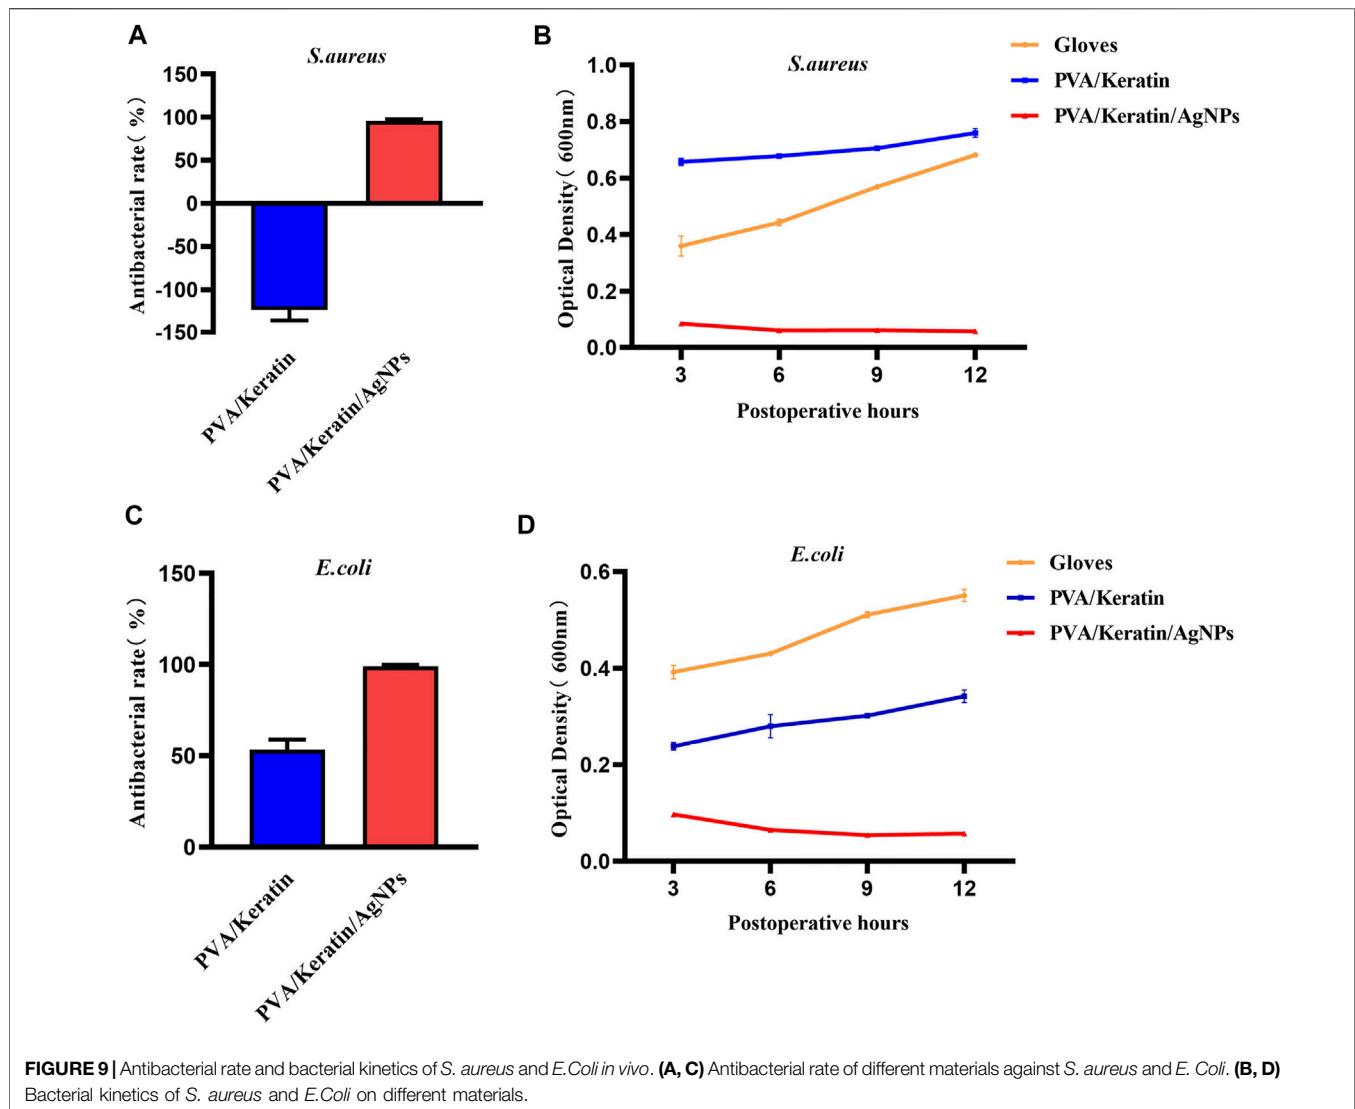 A
S.aureus
150
100
50
0
-50
-100
-150
Antibacterial rate( %)
PVA/Keratin
PVA/Keratin/AgNPs
B
S.aureus
1.0
0.8
0.6
0.4
0.2
0.0
Optical Density( 600nm)
3 6 9 12
Postoperative hours
Gloves
PVA/Keratin
PVA/Keratin/AgNPs
C
E.coli
150
100
50
0
Antibacterial rate( %)
PVA/Keratin
PVA/Keratin/AgNPs
D
E.coli
0.6
0.4
0.2
0.0
Optical Density( 600nm)
3 6 9 12
Postoperative hours
Gloves
PVA/Keratin
PVA/Keratin/AgNPs
FIGURE 9 | Antibacterial rate and bacterial kinetics of S. aureus and E.Coli in vivo. (A, C) Antibacterial rate of different materials against S. aureus and E. Coli. (B, D)
Bacterial kinetics of S. aureus and E.Coli on different materials.